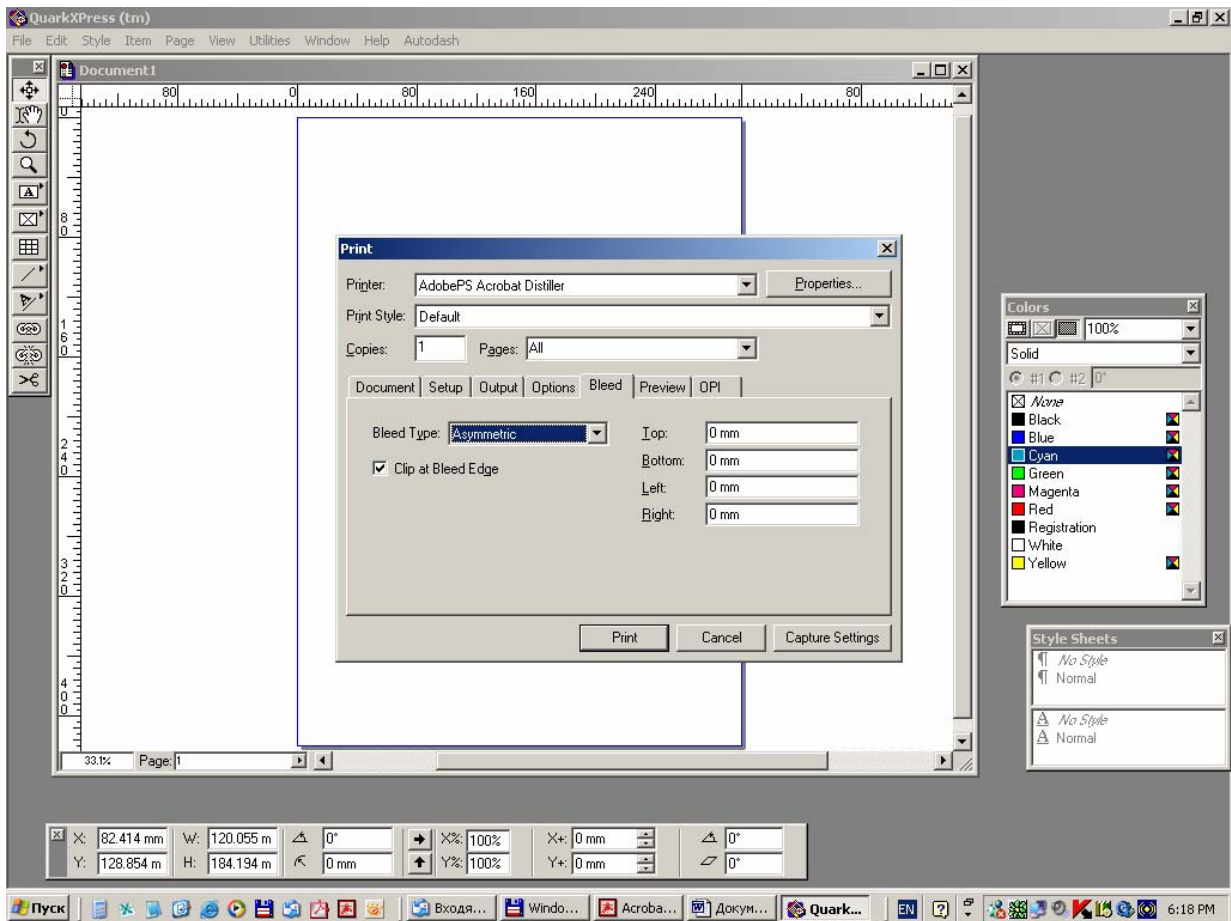 QuarkXPress (tm)
File Edit Style Item Page View Utilities Window Help Autodash
Document1
80 0 80 160 240 80
0
80
160
240
320
400
Print
Printer: AdobePS Acrobat Distiller Properties...
Print Style: Default
Copies: 1 Pages: All
Document Setup Output Options Bleed Preview OPI
Bleed Type: Asymmetric
Clip at Bleed Edge
Top: 0 mm
Bottom: 0 mm
Left: 0 mm
Right: 0 mm
Print Cancel Capture Settings
Colors
100%
Solid
#1 #2 0°
None
Black
Blue
Cyan
Green
Magenta
Red
Registration
White
Yellow
Style Sheets
¶ No Style
¶ Normal
A No Style
A Normal
33.1% Page: 1
X: 82.414 mm W: 120.055 m 0° X%: 100% X+: 0 mm 0°
Y: 128.854 m H: 184.194 m 0 mm Y%: 100% Y+: 0 mm 0°
Пуск Входя... Windo... Acroba... Докум... Quark... EN 6:18 PM